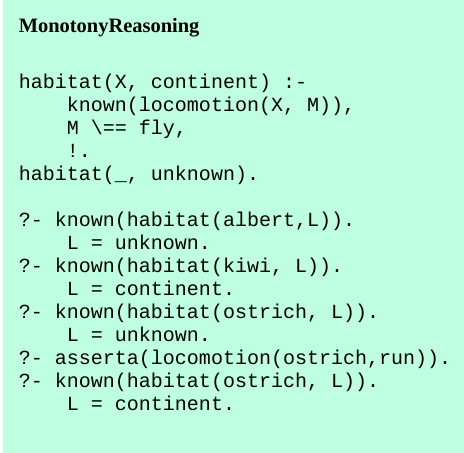 MonotonyReasoning
habitat(X, continent) :-
known(locomotion(X, M)),
M \== fly,
!.
habitat(_, unknown).
?- known(habitat(albert,L)).
L = unknown.
?- known(habitat(kiwi, L)).
L = continent.
?- known(habitat(ostrich, L)).
L = unknown.
?- asserta(locomotion(ostrich,run)).
?- known(habitat(ostrich, L)).
L = continent.